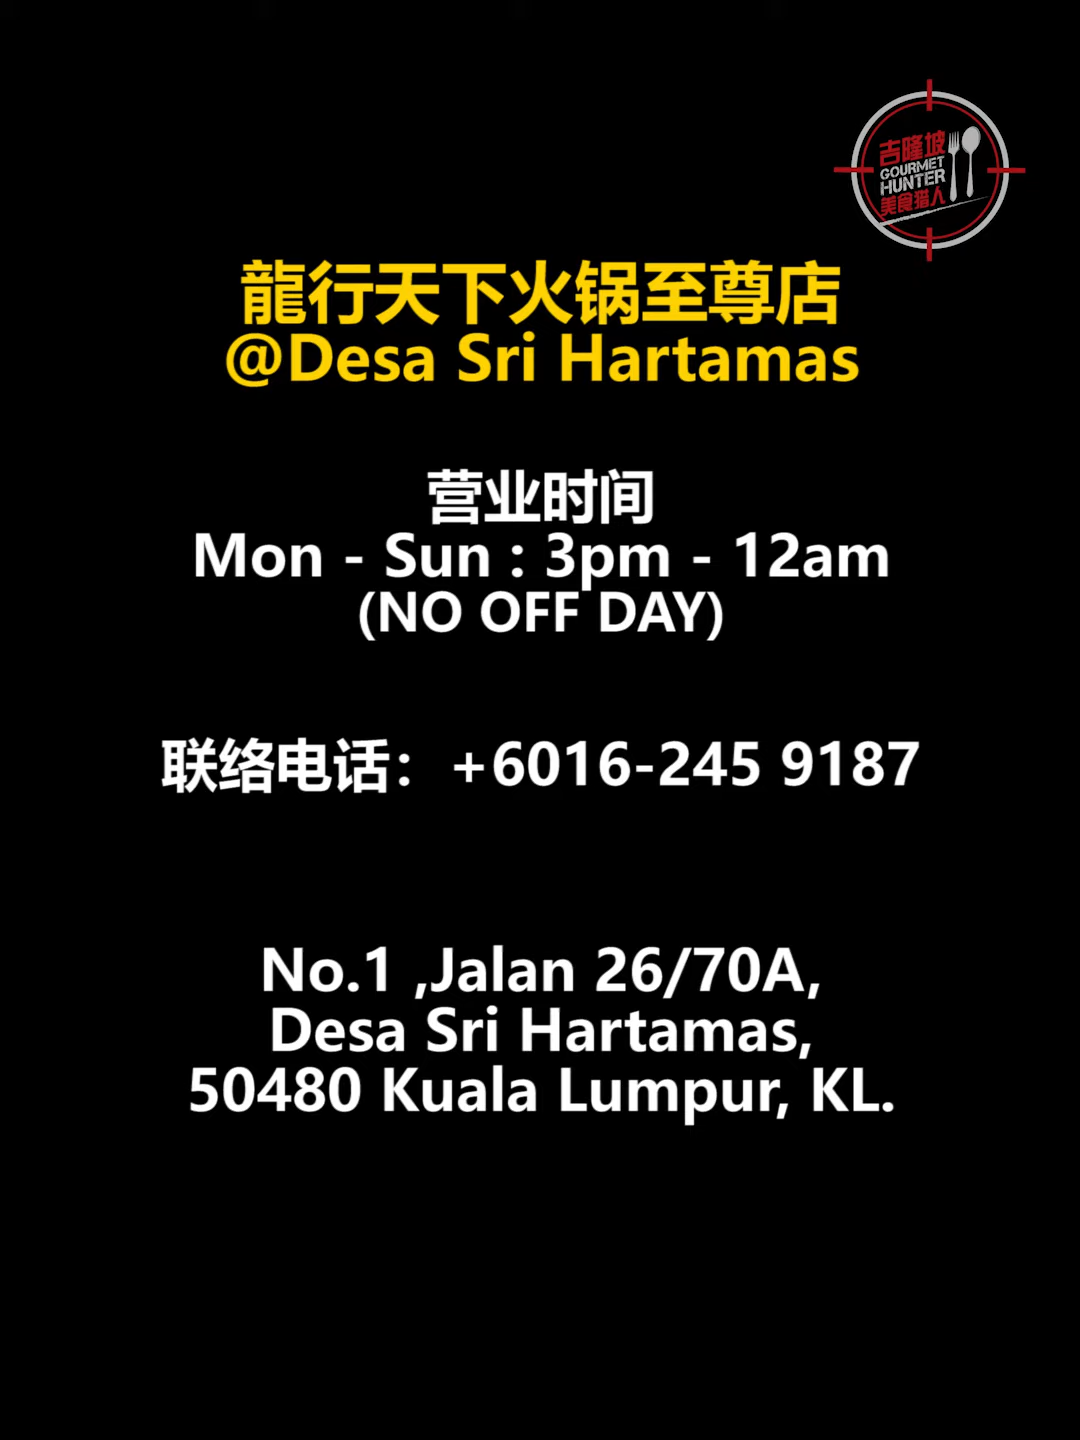 吉隆坡
GOURMET
HUNTER
美食猎人
龍行天下火锅至尊店
@Desa Sri Hartamas
营业时间
Mon - Sun : 3pm - 12am
(NO OFF DAY)
联络电话：+6016-245 9187
No.1 ,Jalan 26/70A,
Desa Sri Hartamas,
50480 Kuala Lumpur, KL.